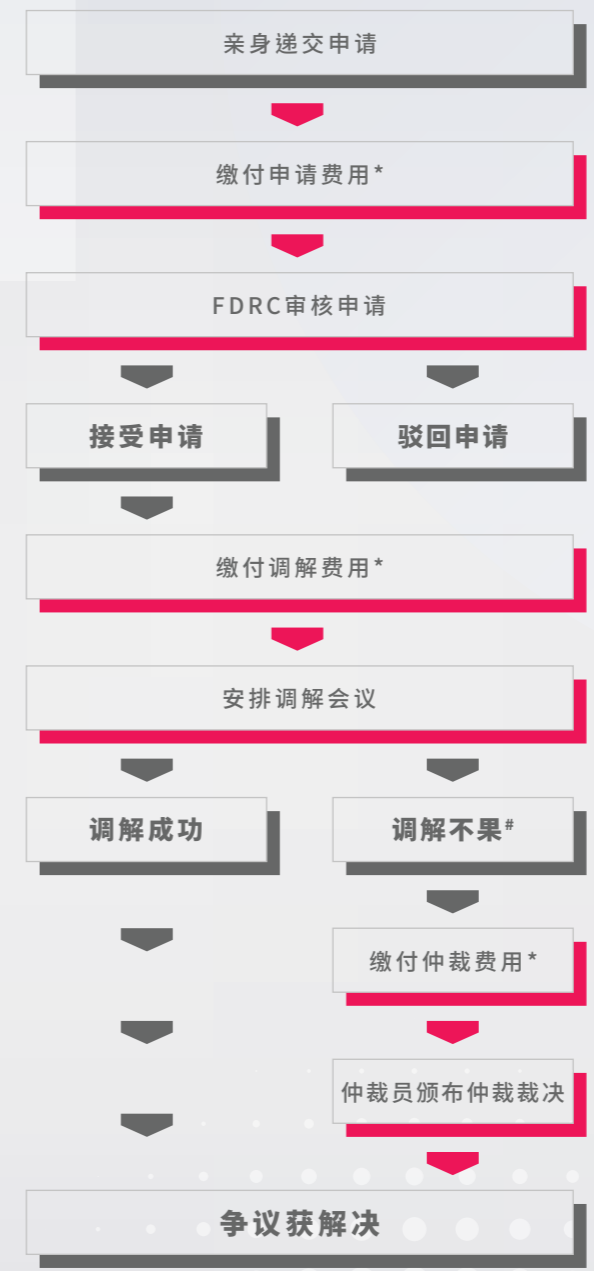 亲身递交申请
缴付申请费用*
FDRC审核申请
接受申请
驳回申请
缴付调解费用*
安排调解会议
调解成功
调解不果#
缴付仲裁费用*
仲裁员颁布仲裁裁决
争议获解决